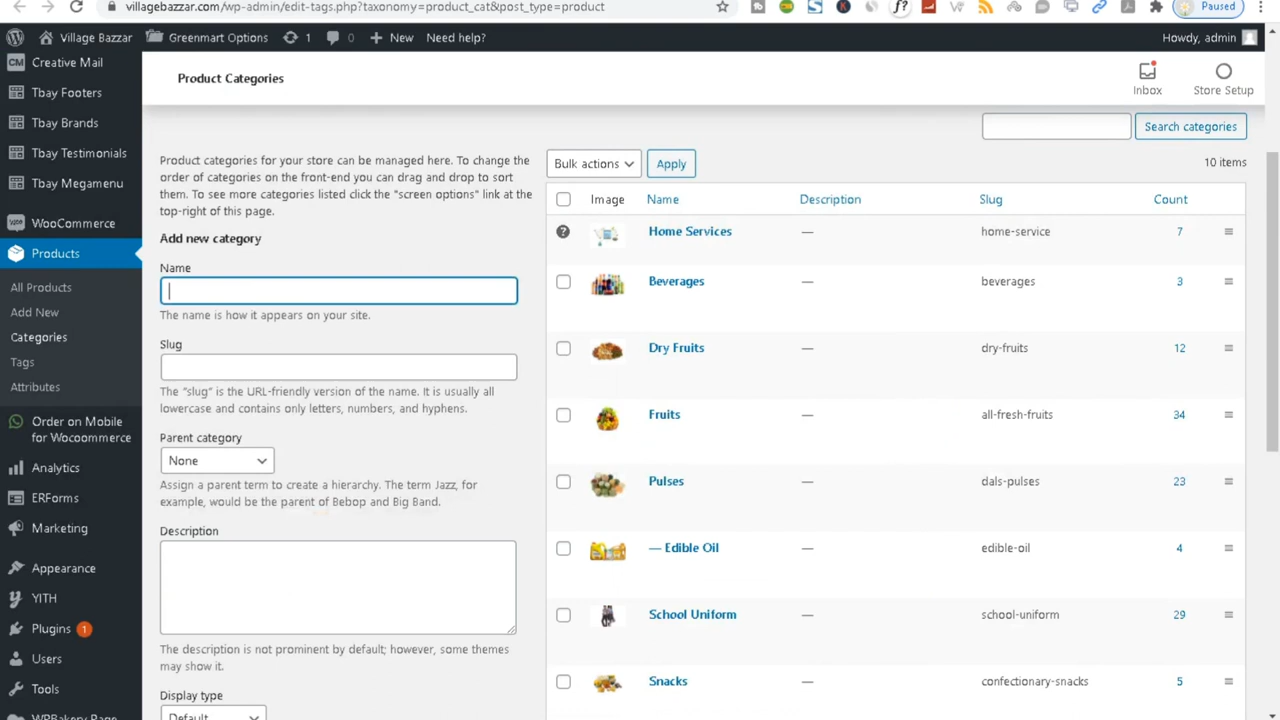 villagebazzar.com/wp-admin/edit-tags.php?taxonomy=product_cat&post_type=product
Paused
Village Bazzar
Greenmart Options
1
0
New
Need help?
Howdy, admin
Creative Mail
Tbay Footers
Tbay Brands
Tbay Testimonials
Tbay Megamenu
WooCommerce
Products
All Products
Add New
Categories
Tags
Attributes
Order on Mobile
for Wocoommerce
Analytics
ERForms
Marketing
Appearance
YITH
Plugins 1
Users
Tools
WPBakery Page
Product Categories
Inbox
Store Setup
Search categories
Product categories for your store can be managed here. To change the
order of categories on the front-end you can drag and drop to sort
them. To see more categories listed click the "screen options" link at the
top-right of this page.
Add new category
Name
The name is how it appears on your site.
Slug
The “slug” is the URL-friendly version of the name. It is usually all
lowercase and contains only letters, numbers, and hyphens.
Parent category
None
Assign a parent term to create a hierarchy. The term Jazz, for
example, would be the parent of Bebop and Big Band.
Description
The description is not prominent by default; however, some themes
may show it.
Display type
Default
Bulk actions
Apply
10 items
Image Name Description Slug Count
Home Services — home-service 7
Beverages — beverages 3
Dry Fruits — dry-fruits 12
Fruits — all-fresh-fruits 34
Pulses — dals-pulses 23
— Edible Oil — edible-oil 4
School Uniform — school-uniform 29
Snacks — confectionary-snacks 5